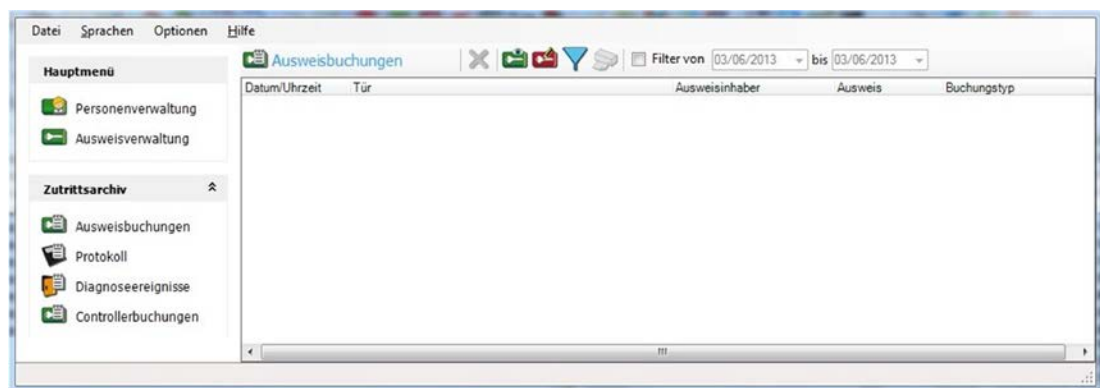 Datei Sprachen Optionen Hilfe
Hauptmenü
Personenverwaltung
Ausweisverwaltung
Zutrittsarchiv
Ausweisbuchungen
Protokoll
Diagnoseereignisse
Controllerbuchungen
Ausweisbuchungen Filter von 03/06/2013 bis 03/06/2013
Datum/Uhrzeit Tür Ausweisinhaber Ausweis Buchungstyp